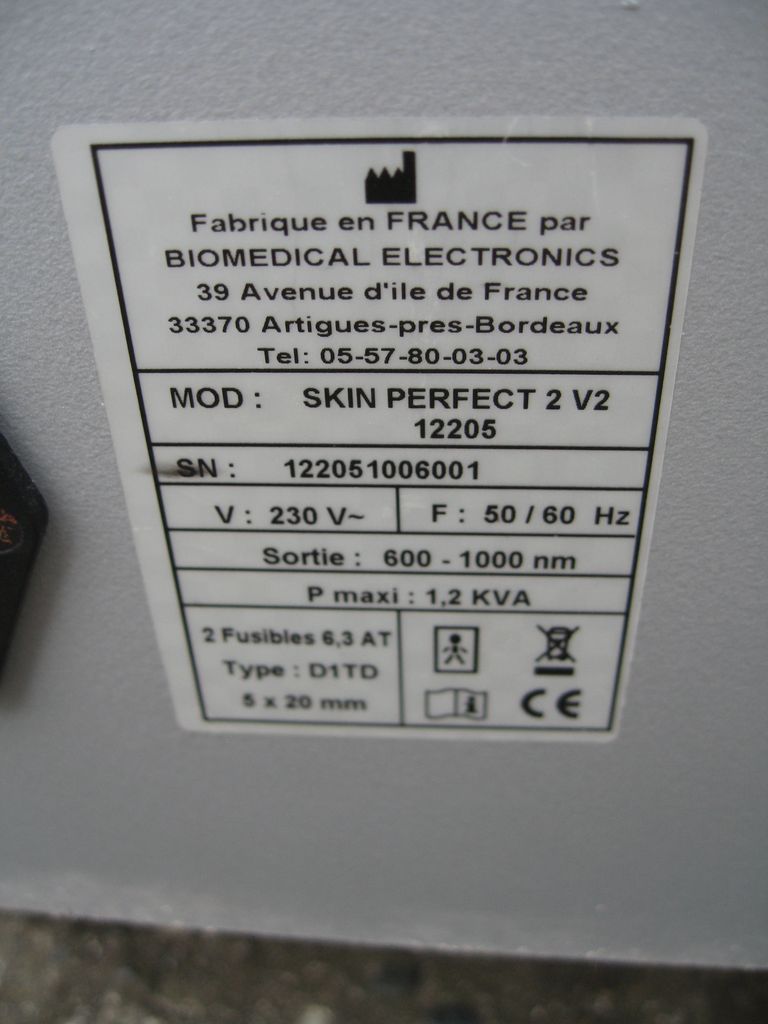 Fabrique en FRANCE par
BIOMEDICAL ELECTRONICS
39 Avenue d'ile de France
33370 Artigues-pres-Bordeaux
Tel: 05-57-80-03-03
MOD : SKIN PERFECT 2 V2
12205
SN : 122051006001
V : 230 V~ F : 50 / 60 Hz
Sortie : 600 - 1000 nm
P maxi : 1,2 KVA
2 Fusibles 6,3 AT
Type : D1TD
5 x 20 mm
i
CE